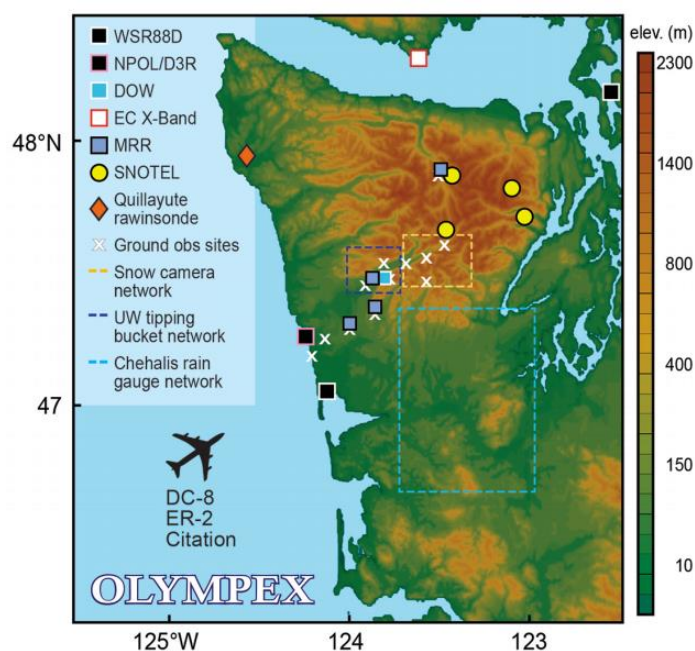 elev. (m)
WSR88D
NPOL/D3R
DOW
EC X-Band
MRR
SNOTEL
Quillayute
rawinsonde
Ground obs sites
Snow camera
network
UW tipping
bucket network
Chehalis rain
gauge network
48°N
47
2300
1400
800
400
150
10
DC-8
ER-2
Citation
OLYMPEX
125°W
124
123